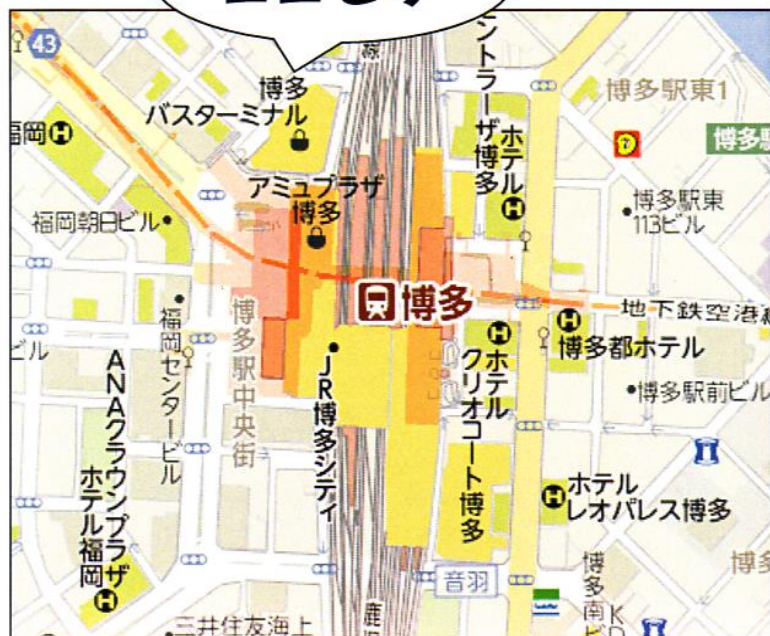 43
博多
バスターミナル
福岡
アミュプラザ
博多
福岡朝日ビル
ントラーザ博多
ホテル
博多駅東1
博多駅
博多駅東
113ビル
博多
地下鉄空港
博多都ホテル
博多駅前ビル
ホテル
クリオコート博多
博多駅中央街
福岡センタービル
ビル
JR博多シティ
ANAクラウンプラザ
ホテル福岡
ホテル
レオパレス博多
音羽
博多南
三井住友海上